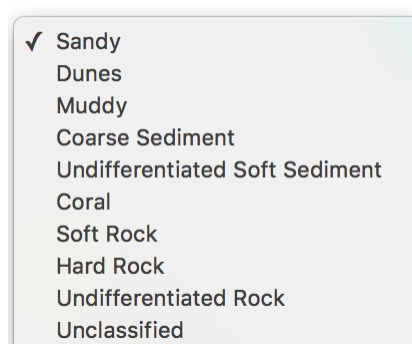 ✓ Sandy
Dunes
Muddy
Coarse Sediment
Undifferentiated Soft Sediment
Coral
Soft Rock
Hard Rock
Undifferentiated Rock
Unclassified